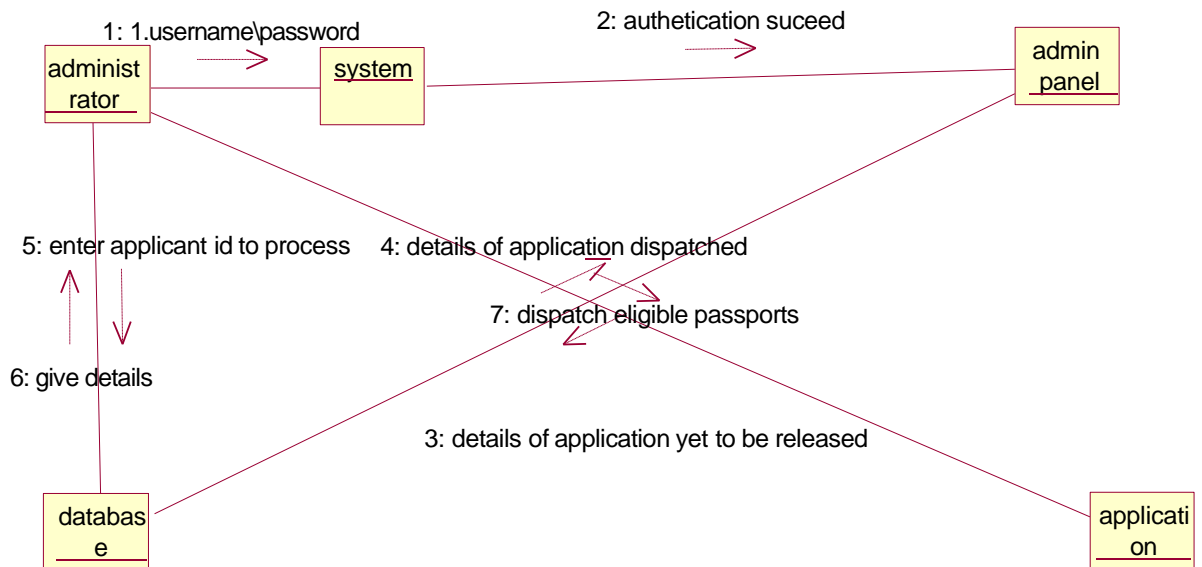 1: 1.username\password
2: authetication suceed
administ
rator
system
admin
panel
5: enter applicant id to process
4: details of application dispatched
7: dispatch eligible passports
6: give details
3: details of application yet to be released
databas
e
applicati
on